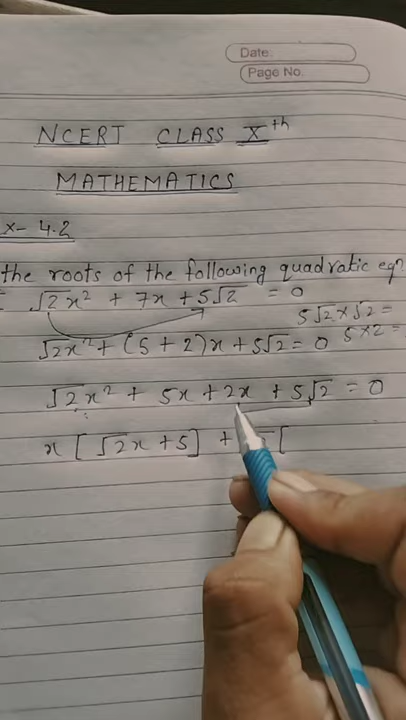 Date:
Page No.
NCERT CLASS Xth
MATHEMATICS
x- 4.2
the roots of the following quadratic eqn
√2x² + 7x + 5√2 = 0
5√2 x √2 =
√2x² + (5 + 2)x + 5√2 = 0
5 x 2 =
√2x² + 5x + 2x + 5√2 = 0
x [ √2x + 5 ] + [